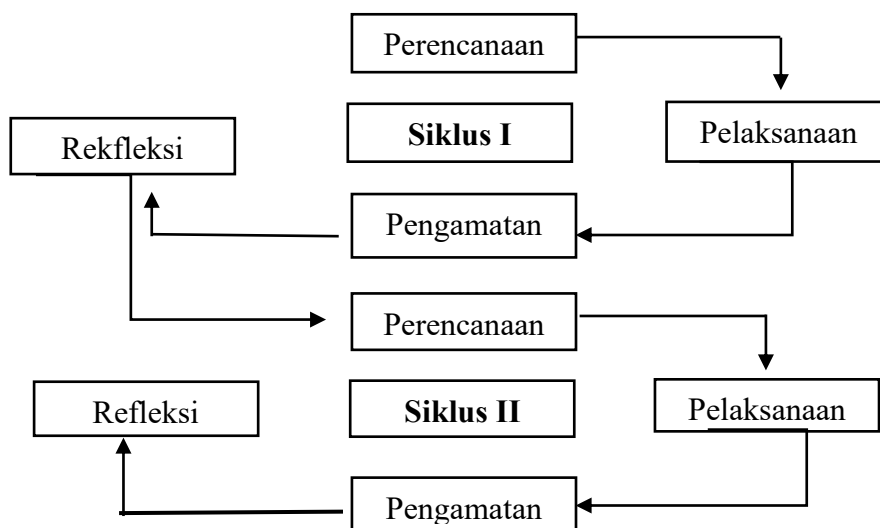 Perencanaan
Siklus I
Pelaksanaan
Rekfleksi
Pengamatan
Perencanaan
Refleksi
Siklus II
Pelaksanaan
Pengamatan